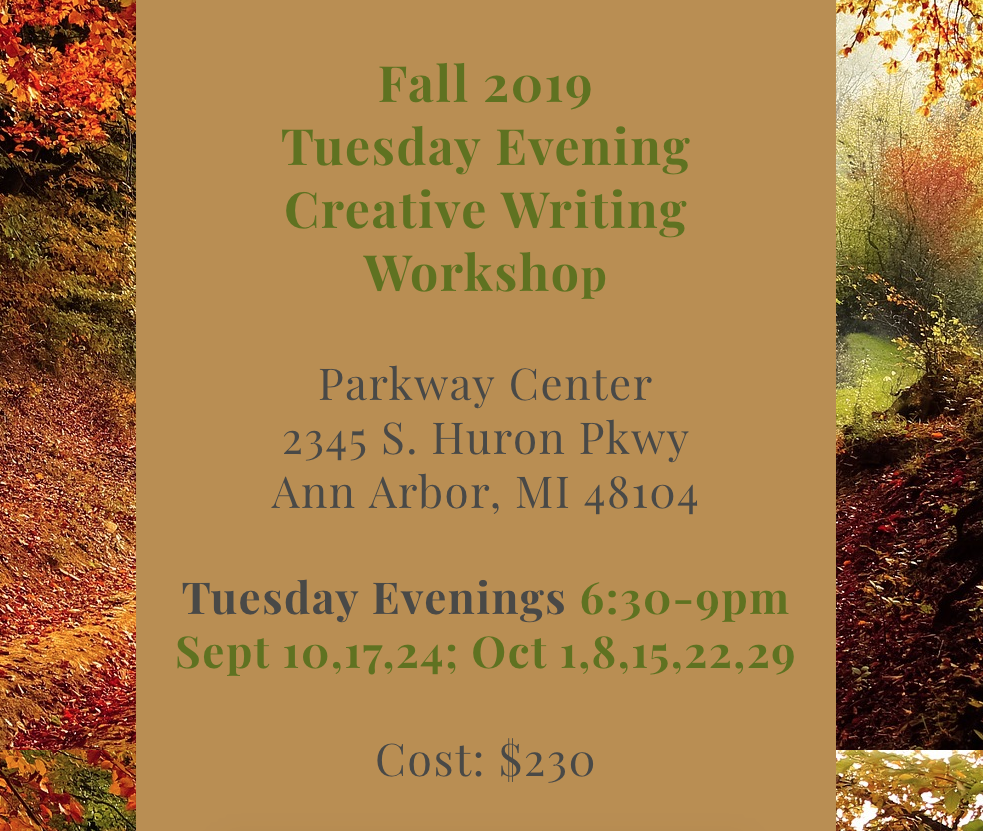 Fall 2019
Tuesday Evening
Creative Writing
Workshop
Parkway Center
2345 S. Huron Pkwy
Ann Arbor, MI 48104
Tuesday Evenings 6:30-9pm
Sept 10,17,24; Oct 1,8,15,22,29
Cost: $230